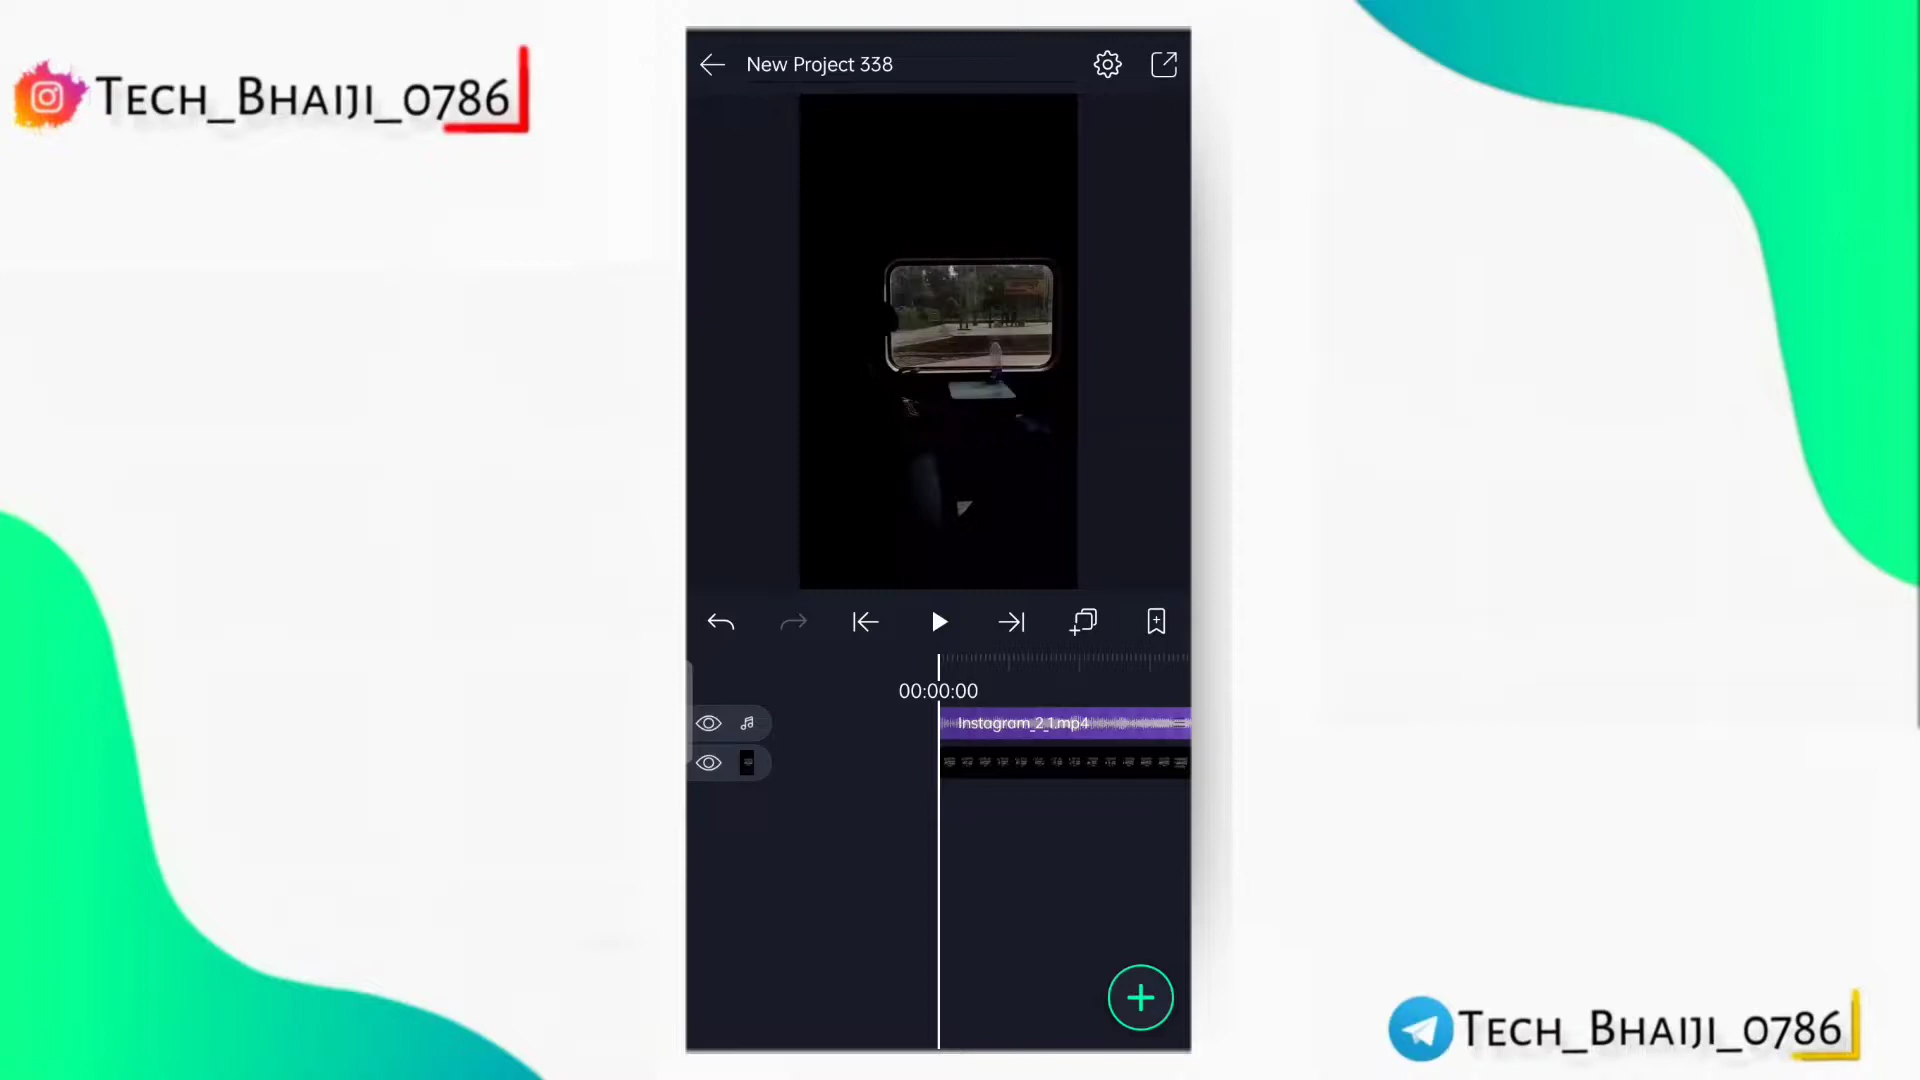 TECH_BHAIJI_0786
New Project 338
00:00:00
Instagram_2_1.mp4
TECH_BHAIJI_0786